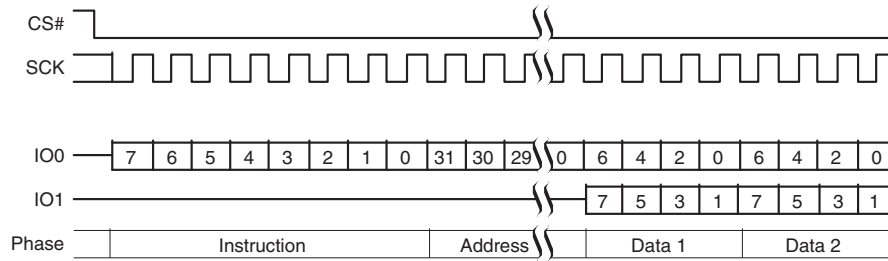 CS#
SCK
IO0 7 6 5 4 3 2 1 0 31 30 29 0 6 4 2 0 6 4 2 0
IO1 7 5 3 1 7 5 3 1
Phase Instruction Address Data 1 Data 2